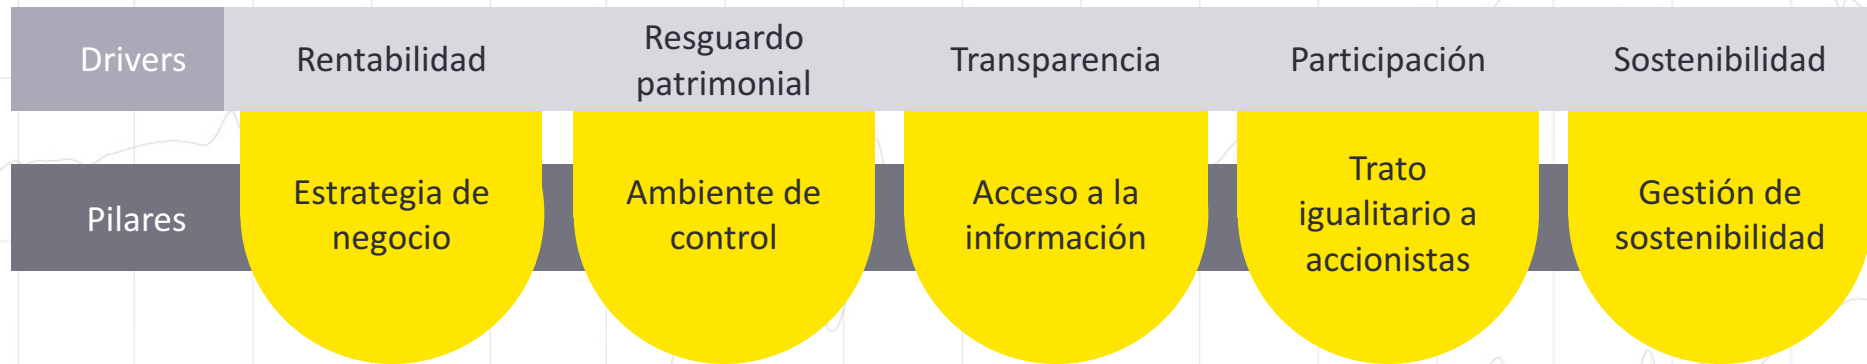 Drivers
Rentabilidad
Resguardo
patrimonial
Transparencia
Participación
Sostenibilidad
Pilares
Estrategia de
negocio
Ambiente de
control
Acceso a la
información
Trato
igualitario a
accionistas
Gestión de
sostenibilidad